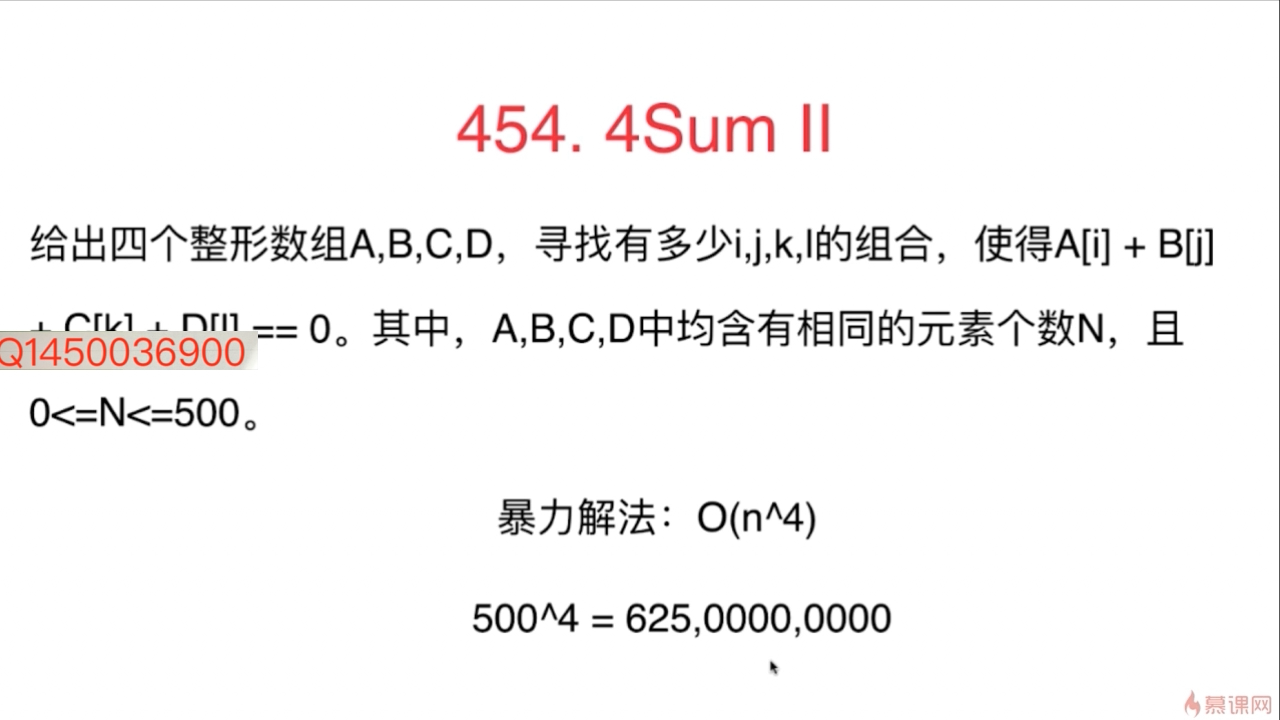 454. 4Sum II
给出四个整形数组A,B,C,D，寻找有多少i,j,k,l的组合，使得A[i] + B[j]
+ C[k] + D[l] == 0。其中，A,B,C,D中均含有相同的元素个数N，且
Q1450036900
0<=N<=500。
暴力解法：O(n^4)
500^4 = 625,0000,0000
慕课网